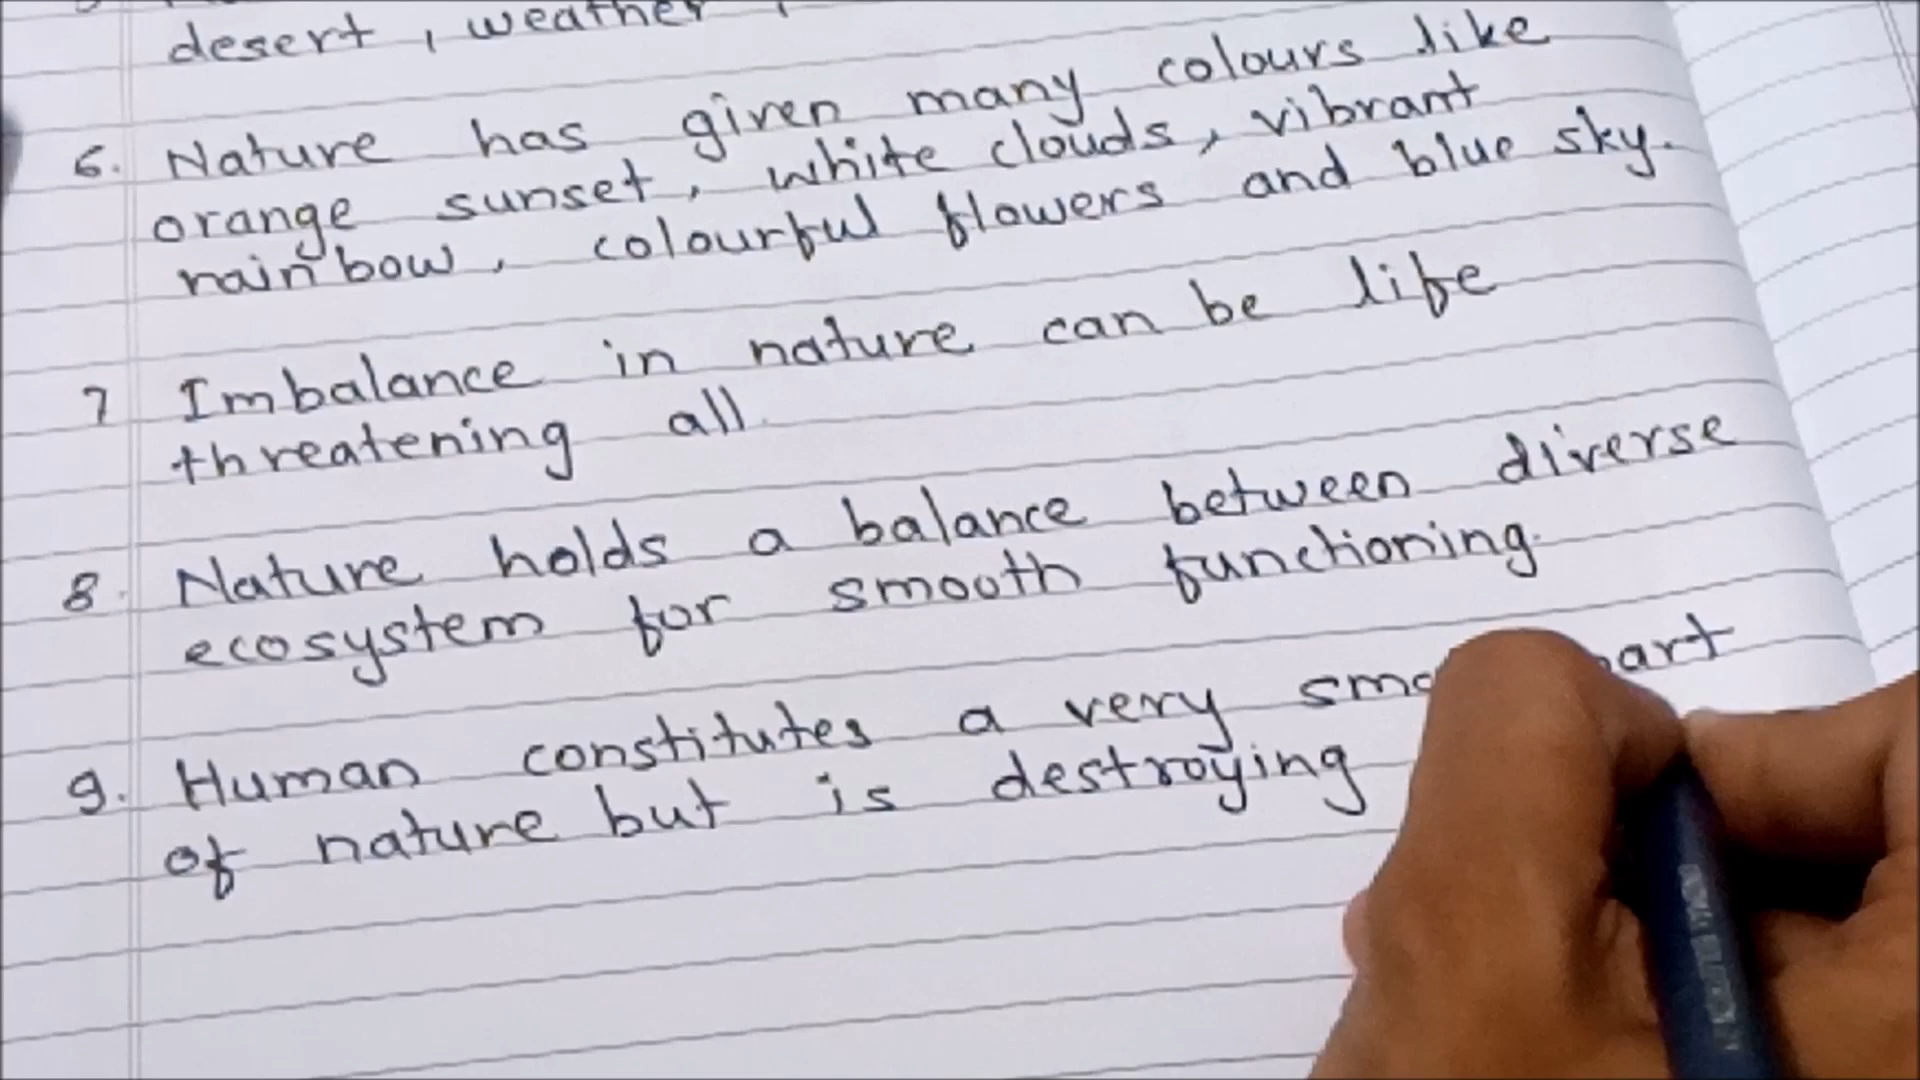 desert, weather,
6. Nature has given many colours like
orange sunset, white clouds, vibrant
rainbow, colourful flowers and blue sky.
7 Imbalance in nature can be life
threatening all.
8. Nature holds a balance between diverse
ecosystem for smooth functioning.
9. Human constitutes a very
of nature but is destroying